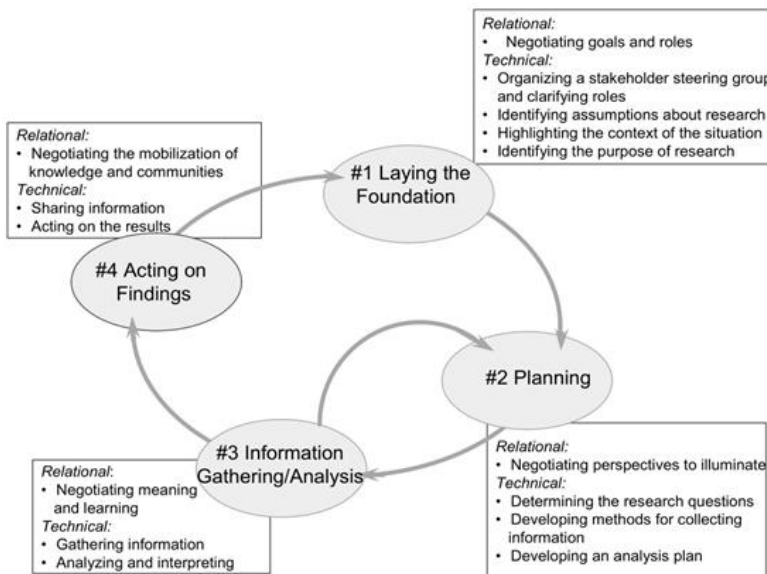 Relational:
• Negotiating goals and roles
Technical:
• Organizing a stakeholder steering group
and clarifying roles
• Identifying assumptions about research
• Highlighting the context of the situation
• Identifying the purpose of research
#1 Laying the
Foundation
Relational:
• Negotiating the mobilization of
knowledge and communities
Technical:
• Sharing information
• Acting on the results
#4 Acting on
Findings
#2 Planning
Relational:
• Negotiating perspectives to illuminate
Technical:
• Determining the research questions
• Developing methods for collecting
information
• Developing an analysis plan
#3 Information
Gathering/Analysis
Relational:
• Negotiating meaning
and learning
Technical:
• Gathering information
• Analyzing and interpreting